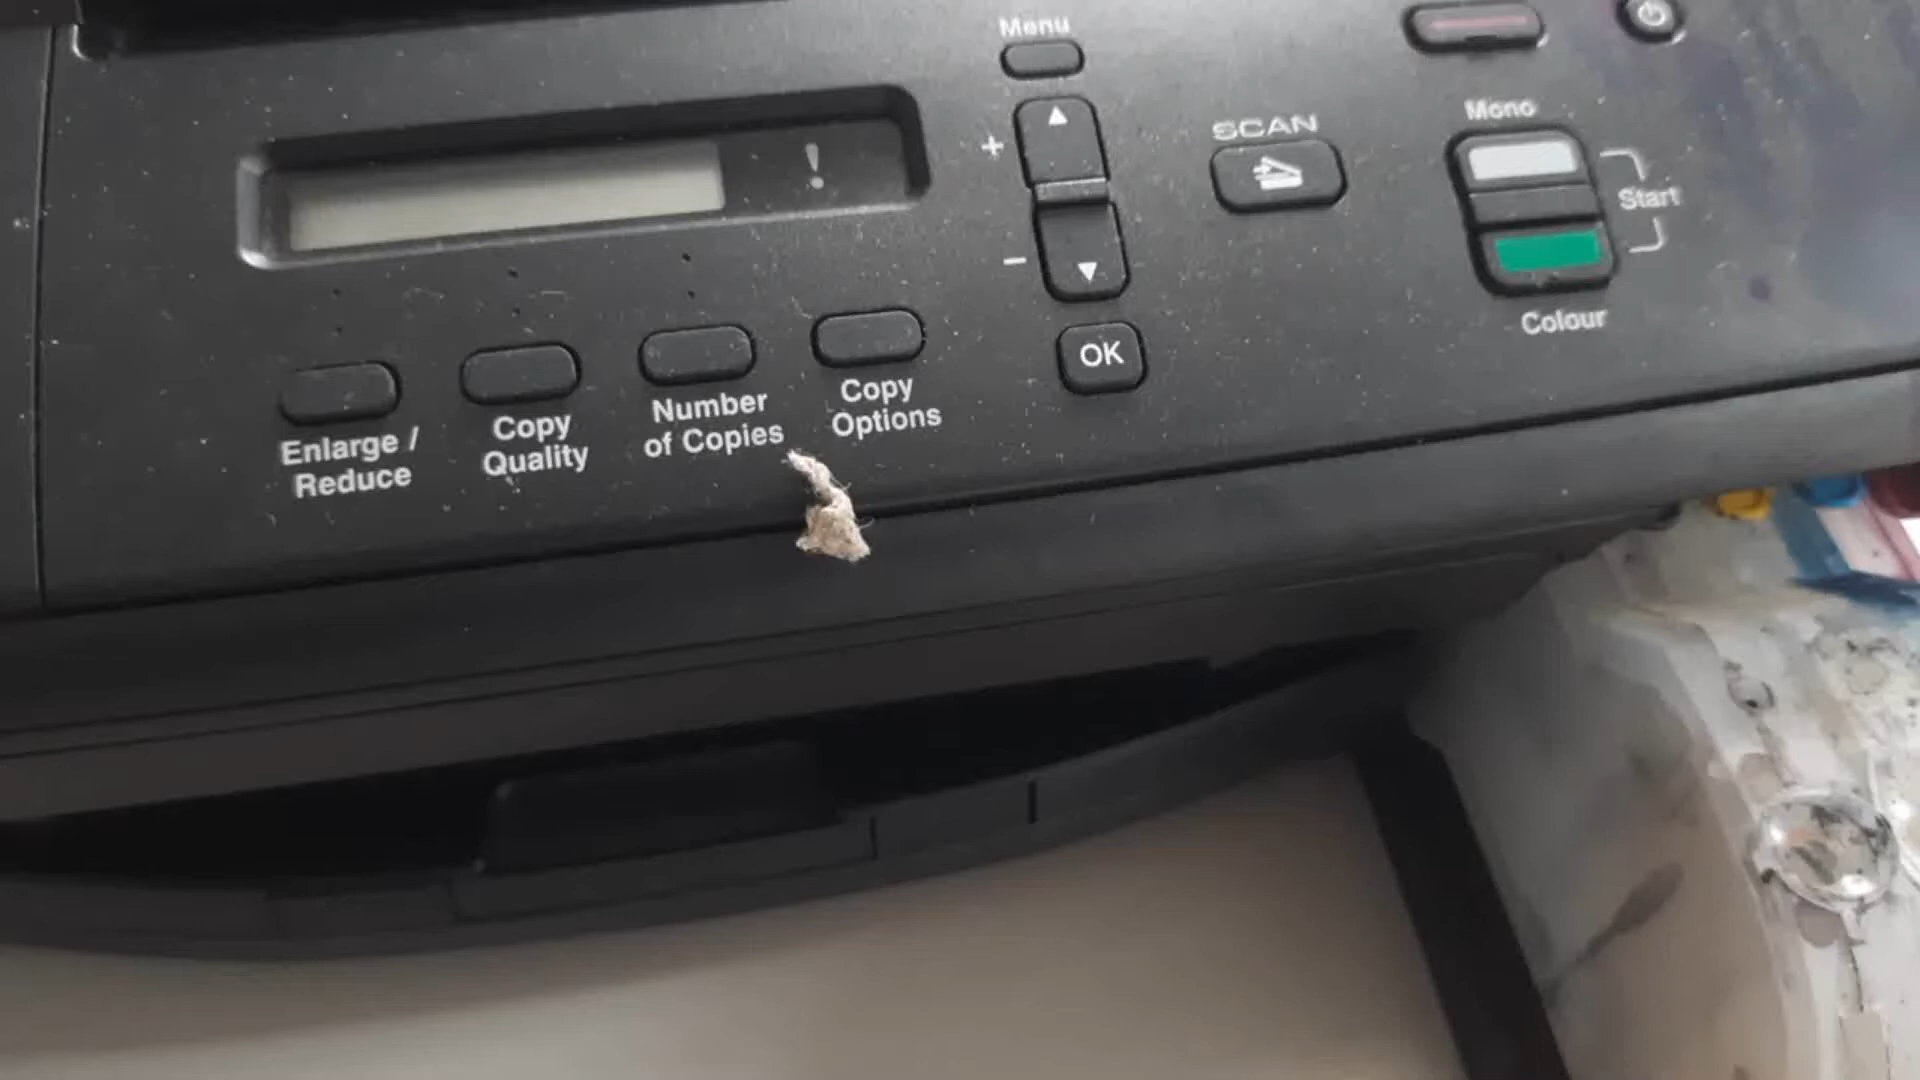 Menu
Mono
SCAN
+
Start
-
Colour
OK
Enlarge /
Reduce
Copy
Quality
Number
of Copies
Copy
Options
!